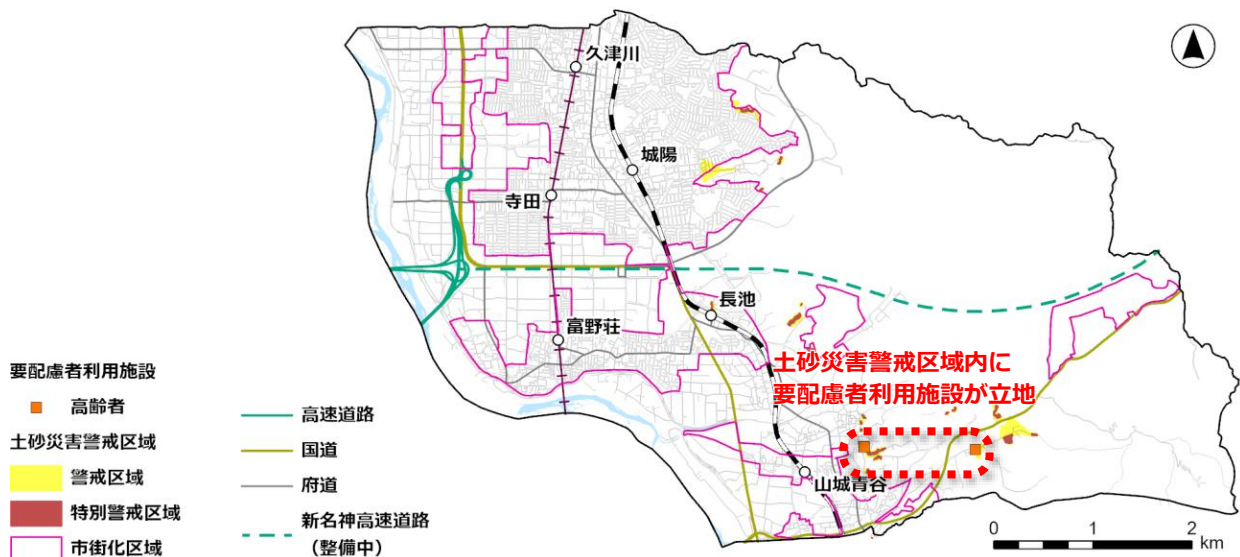 久津川
城陽
寺田
長池
富野荘
土砂災害警戒区域内に
要配慮者利用施設が立地
山城青谷
要配慮者利用施設
高齢者
土砂災害警戒区域
警戒区域
特別警戒区域
市街化区域
高速道路
国道
府道
新名神高速道路
（整備中）
0 1 2
km